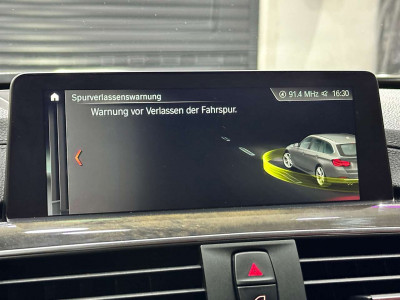 Spurverlassenswarnung
91.4 MHz 16:30
Warnung vor Verlassen der Fahrspur.